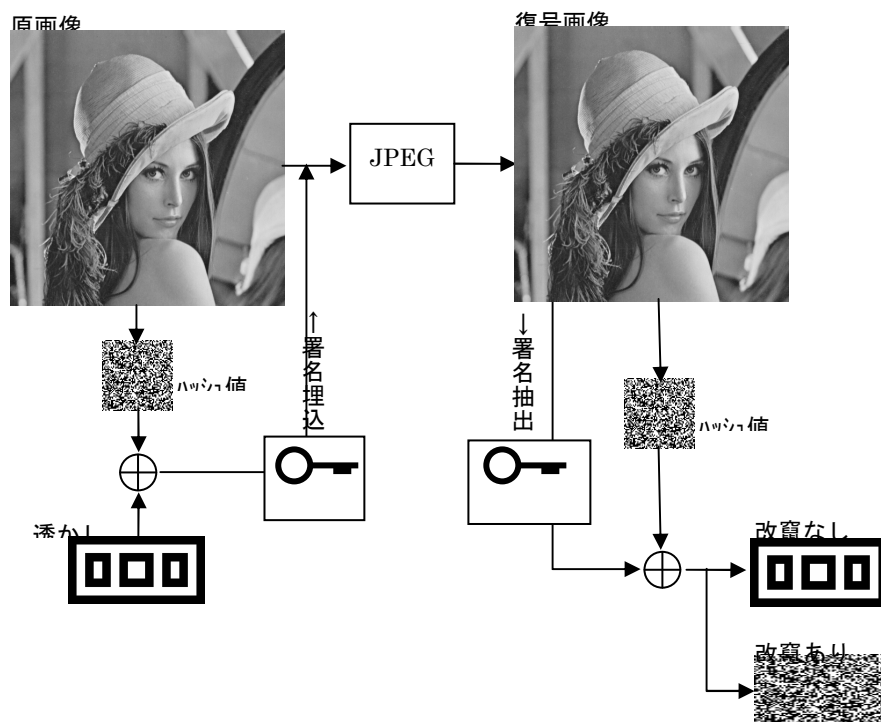 原画像
復号画像
JPEG
↑署名埋込
↓署名抽出
ハッシュ値
ハッシュ値
透かし
改竄なし
改竄あり